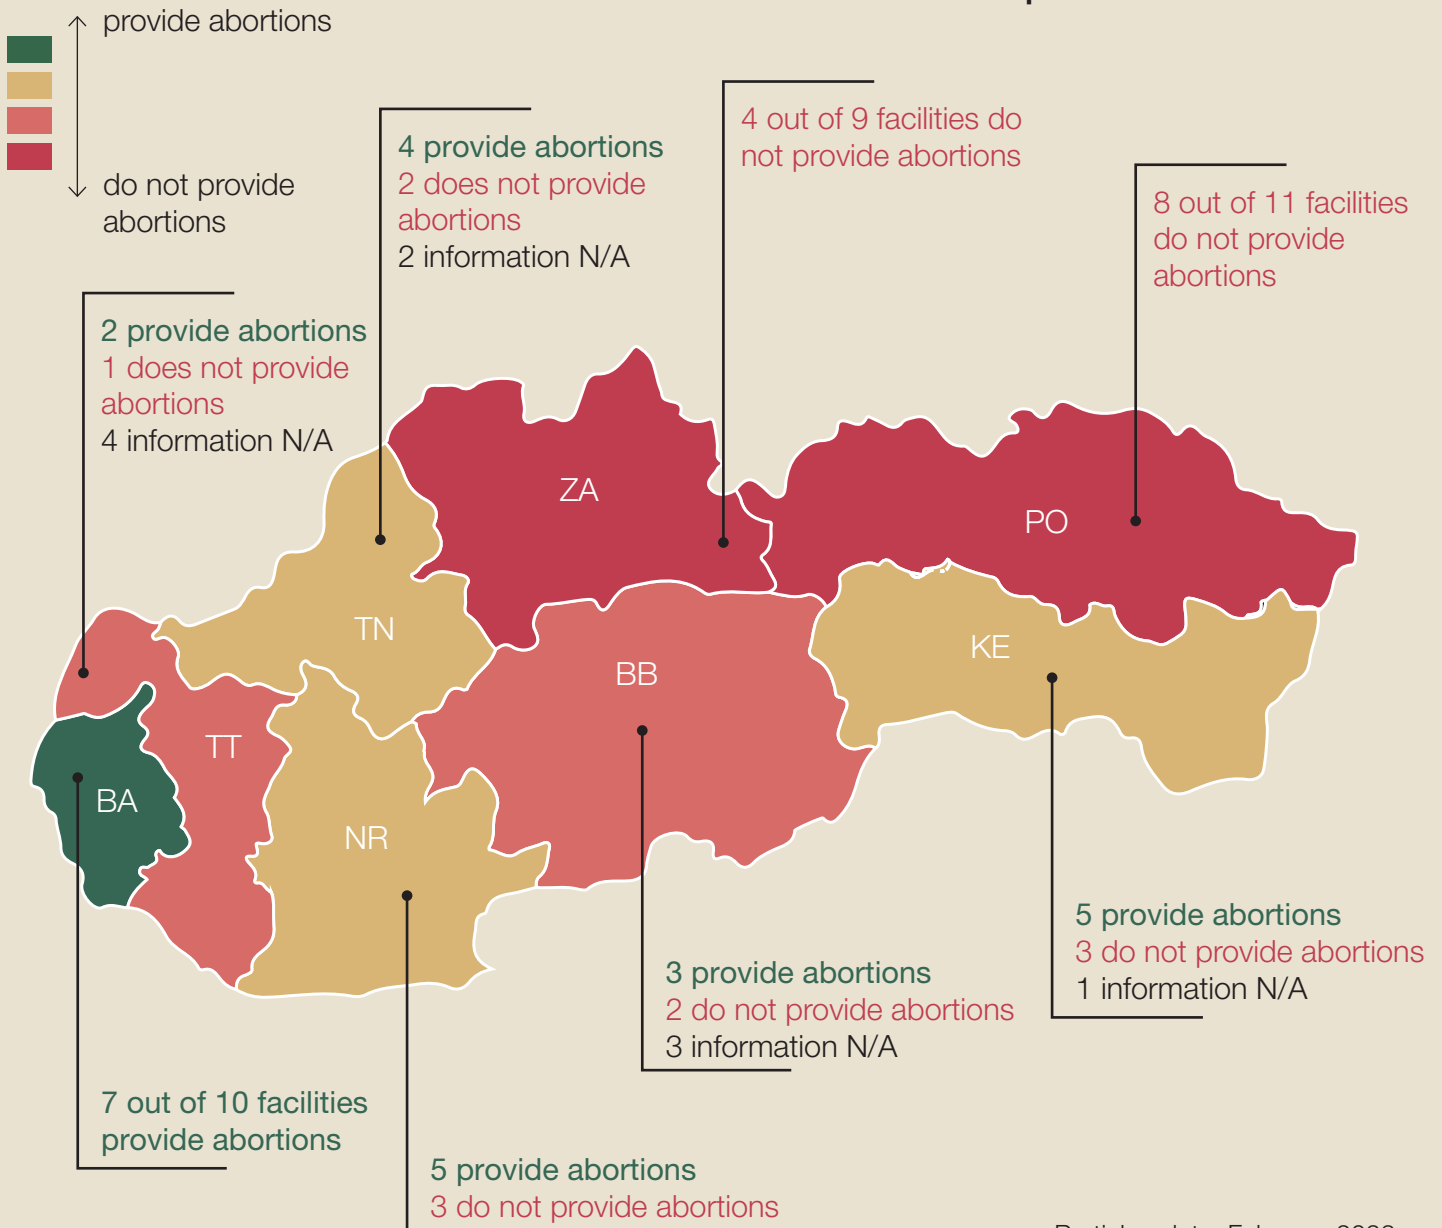 provide abortions
do not provide
abortions
4 provide abortions
2 does not provide
abortions
2 information N/A
4 out of 9 facilities do
not provide abortions
8 out of 11 facilities
do not provide
abortions
2 provide abortions
1 does not provide
abortions
4 information N/A
ZA
PO
TN
KE
BB
TT
BA
NR
5 provide abortions
3 do not provide abortions
1 information N/A
3 provide abortions
2 do not provide abortions
3 information N/A
7 out of 10 facilities
provide abortions
5 provide abortions
3 do not provide abortions